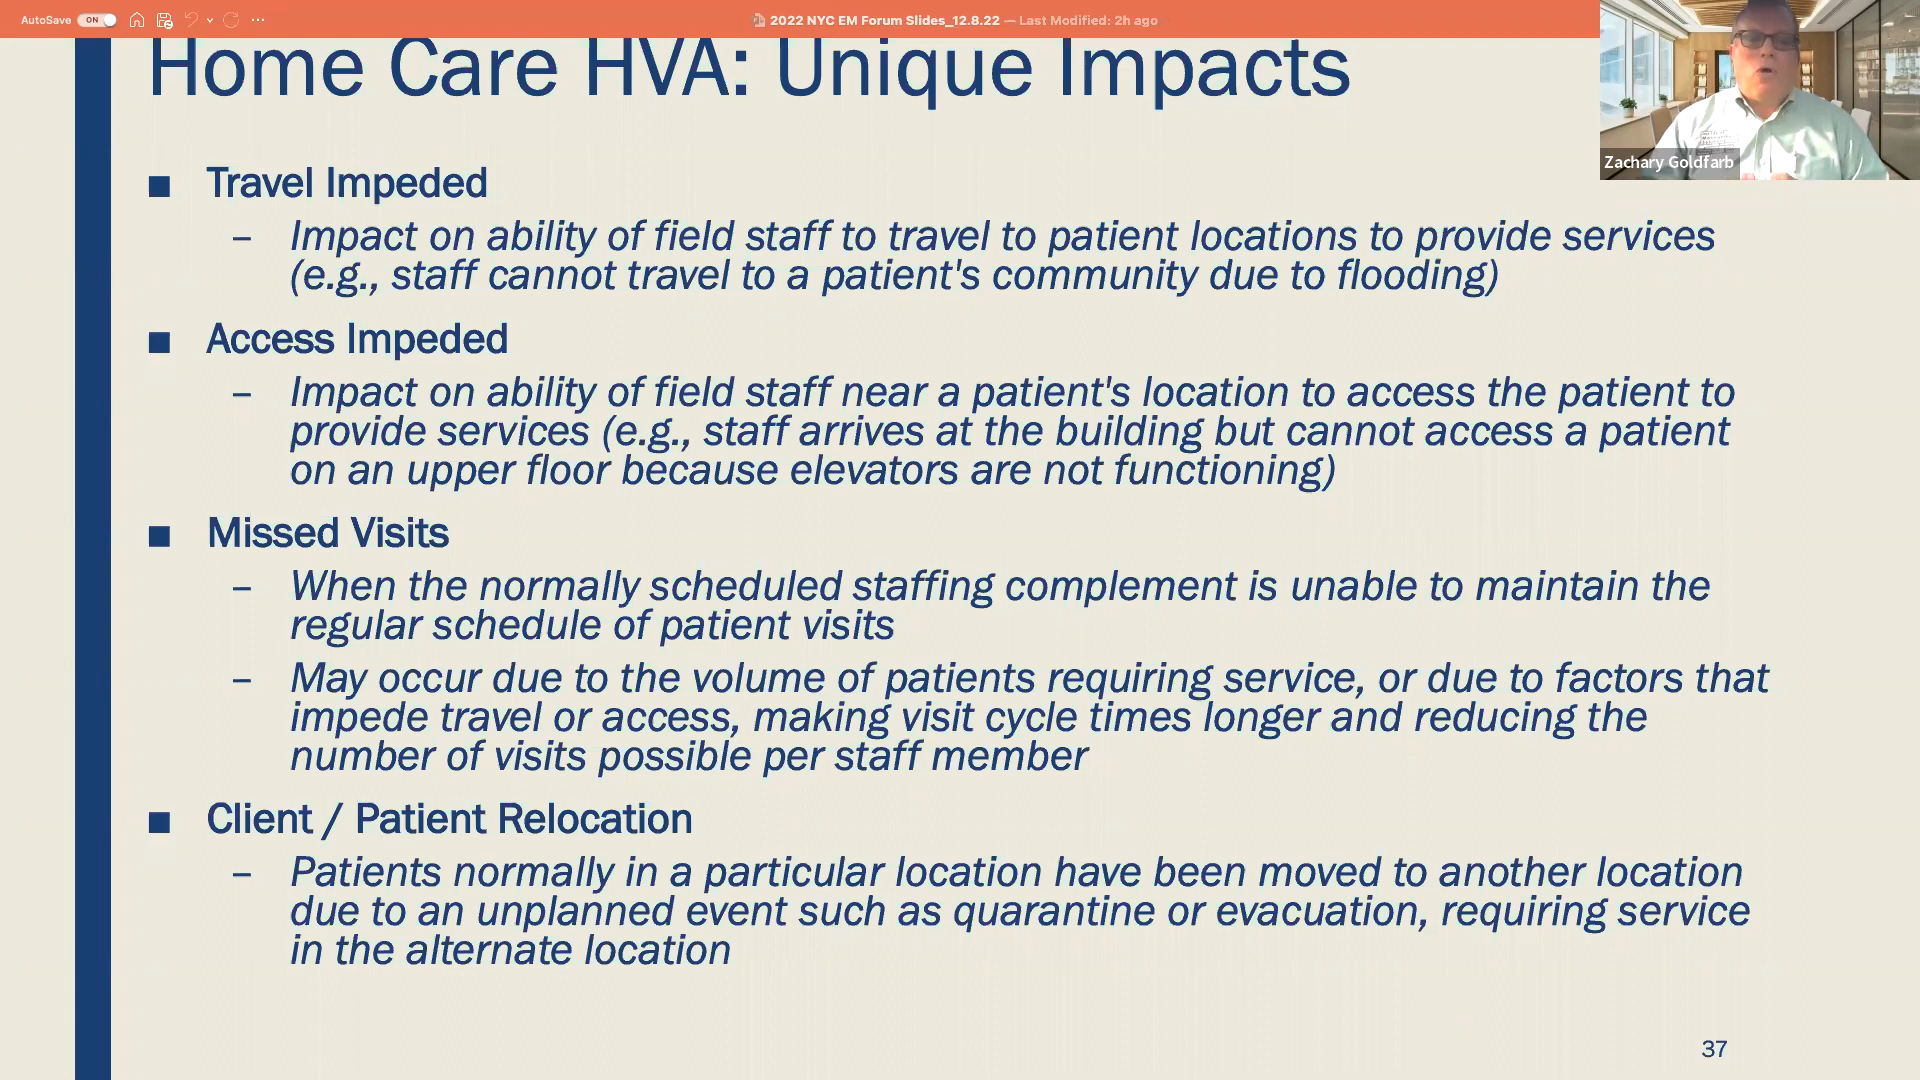 AutoSave ON ... 2022 NYC EM Forum Slides_12.8.22 — Last Modified: 2h ago
Home Care HVA: Unique Impacts
Zachary Goldfarb
■ Travel Impeded
– Impact on ability of field staff to travel to patient locations to provide services
(e.g., staff cannot travel to a patient's community due to flooding)
■ Access Impeded
– Impact on ability of field staff near a patient's location to access the patient to
provide services (e.g., staff arrives at the building but cannot access a patient
on an upper floor because elevators are not functioning)
■ Missed Visits
– When the normally scheduled staffing complement is unable to maintain the
regular schedule of patient visits
– May occur due to the volume of patients requiring service, or due to factors that
impede travel or access, making visit cycle times longer and reducing the
number of visits possible per staff member
■ Client / Patient Relocation
– Patients normally in a particular location have been moved to another location
due to an unplanned event such as quarantine or evacuation, requiring service
in the alternate location
37